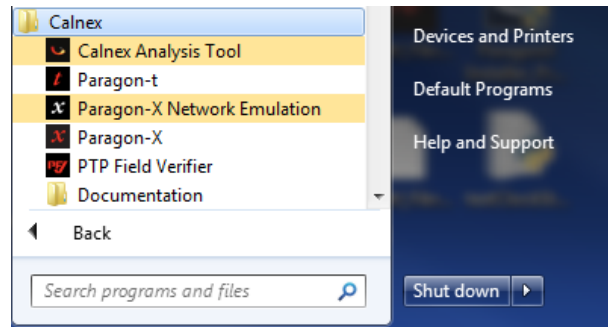 Calnex
Calnex Analysis Tool
t Paragon-t
x Paragon-X Network Emulation
x Paragon-X
PFV PTP Field Verifier
Documentation
Back
Search programs and files
Devices and Printers
Default Programs
Help and Support
Shut down